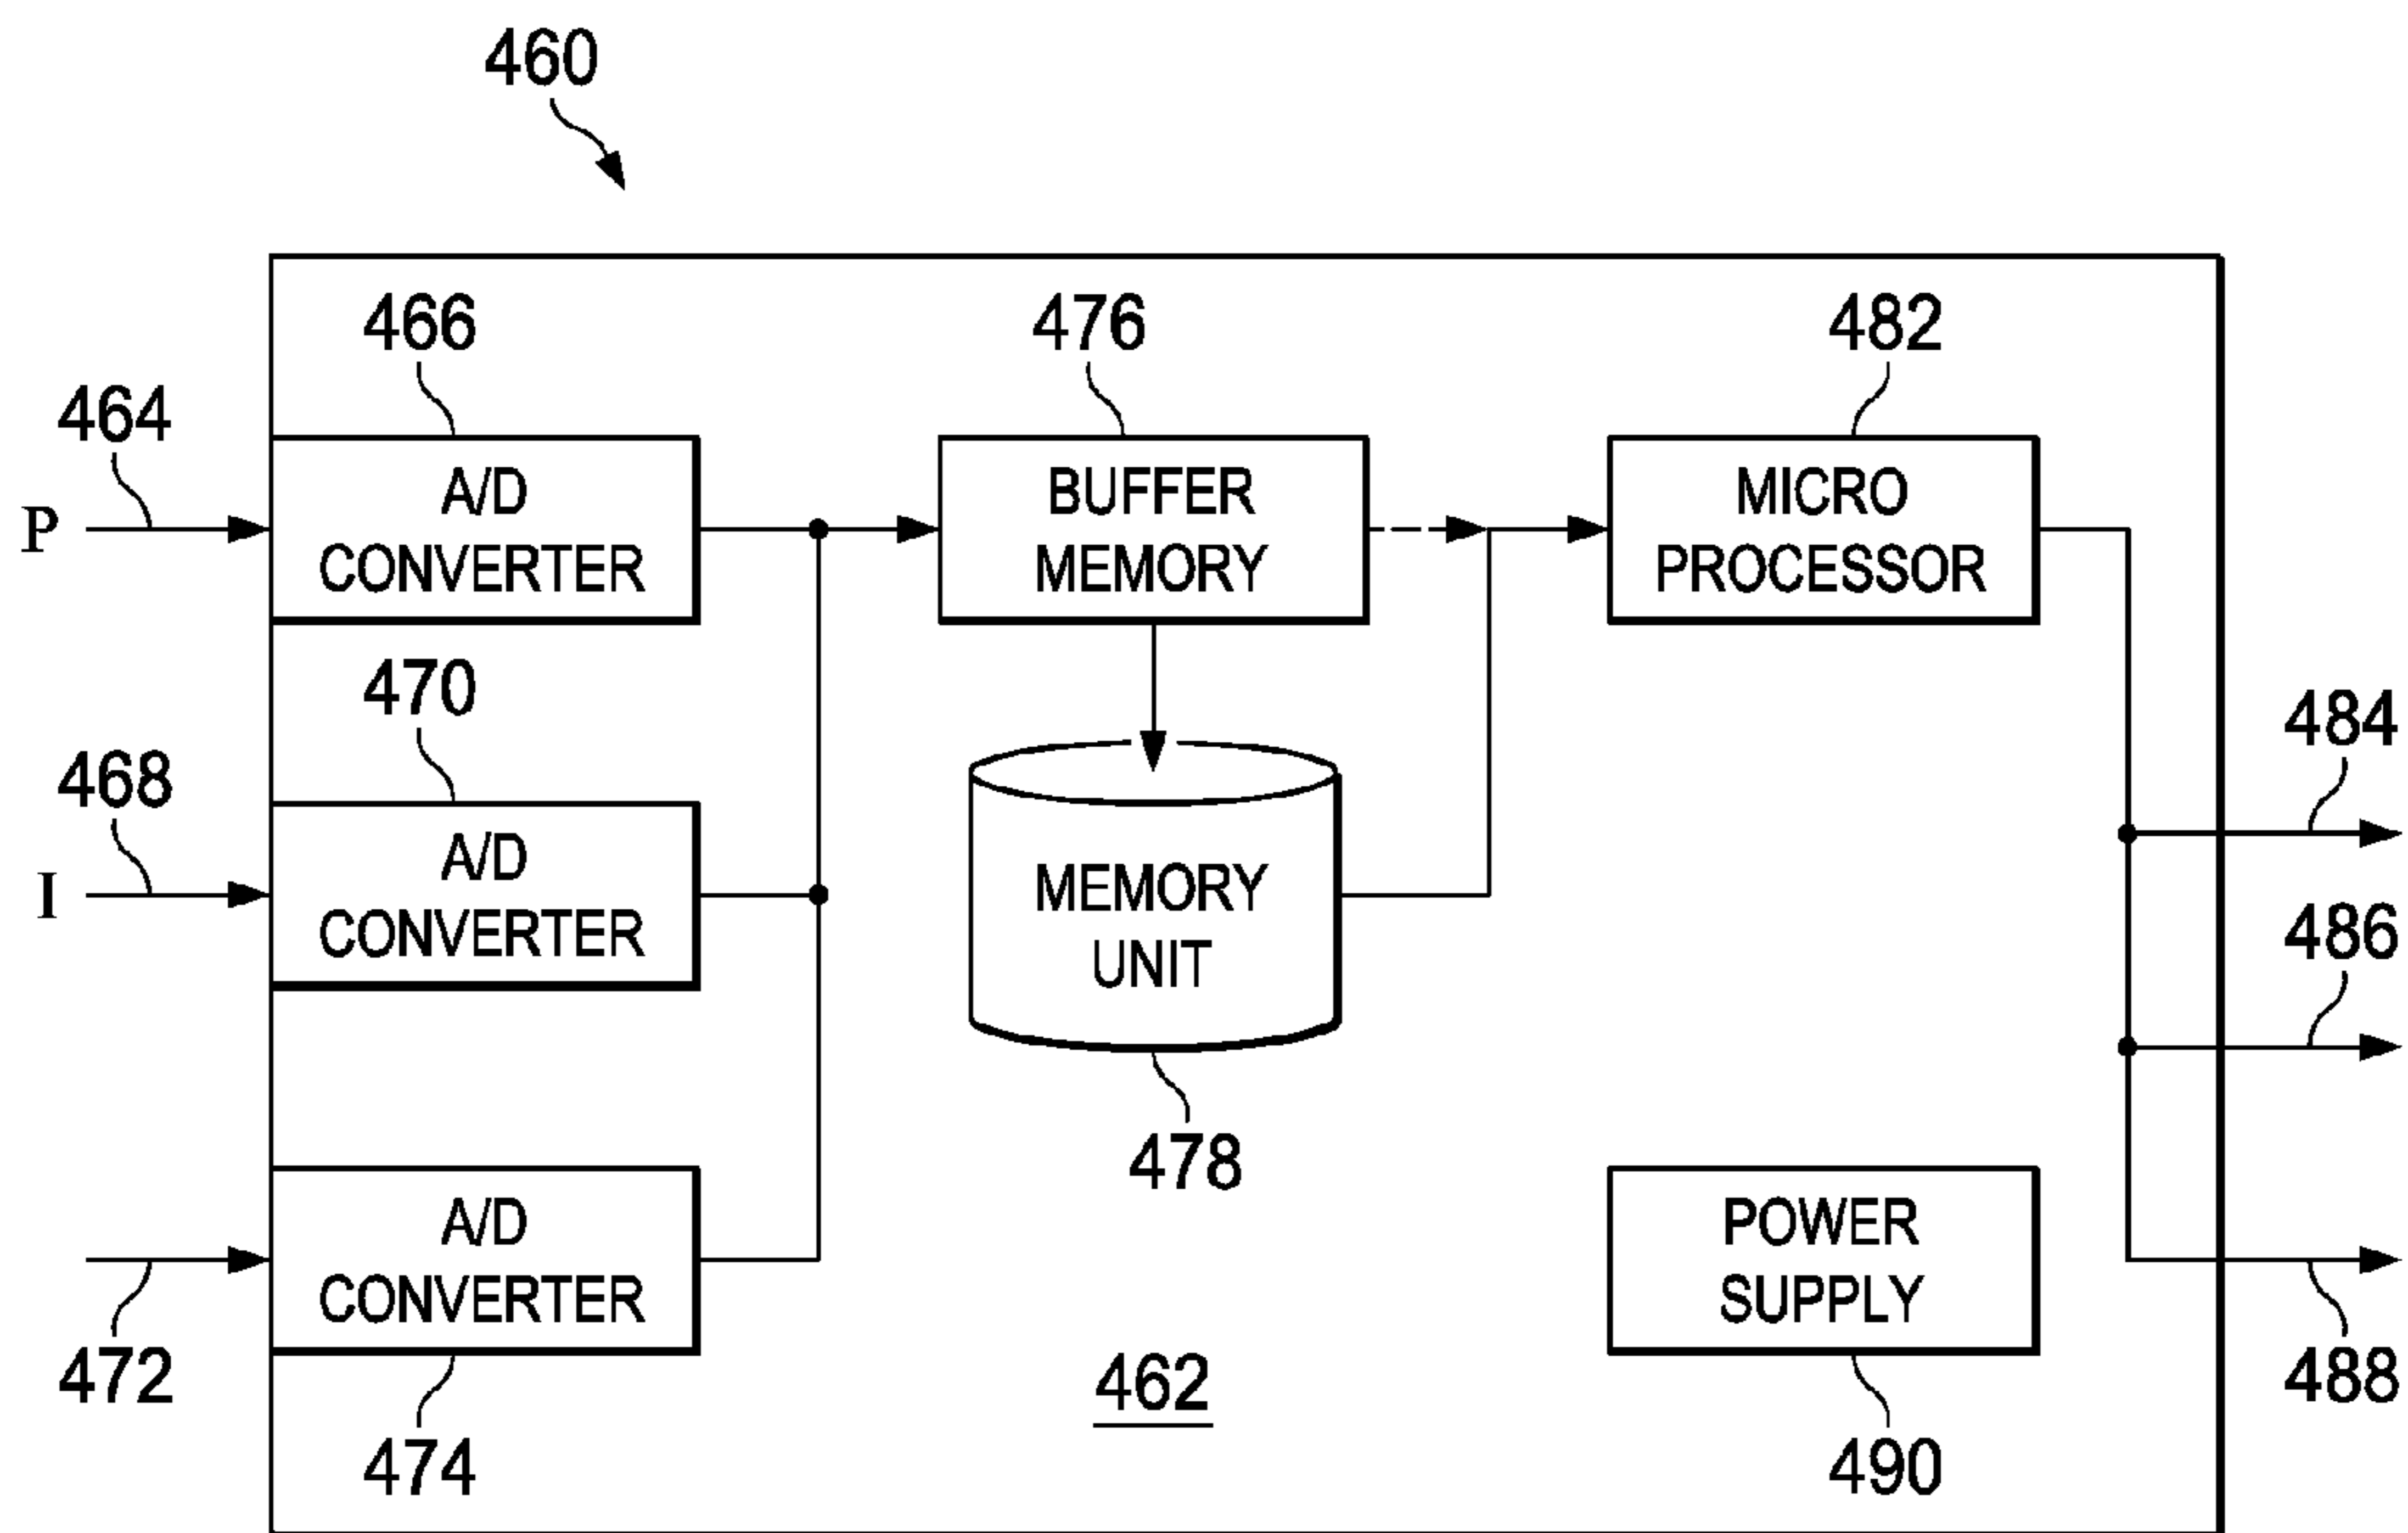 460
466
476
482
464
P
A/D
CONVERTER
BUFFER
MEMORY
MICRO
PROCESSOR
470
484
468
I
A/D
CONVERTER
MEMORY
UNIT
486
478
A/D
CONVERTER
POWER
SUPPLY
472
462
488
474
490